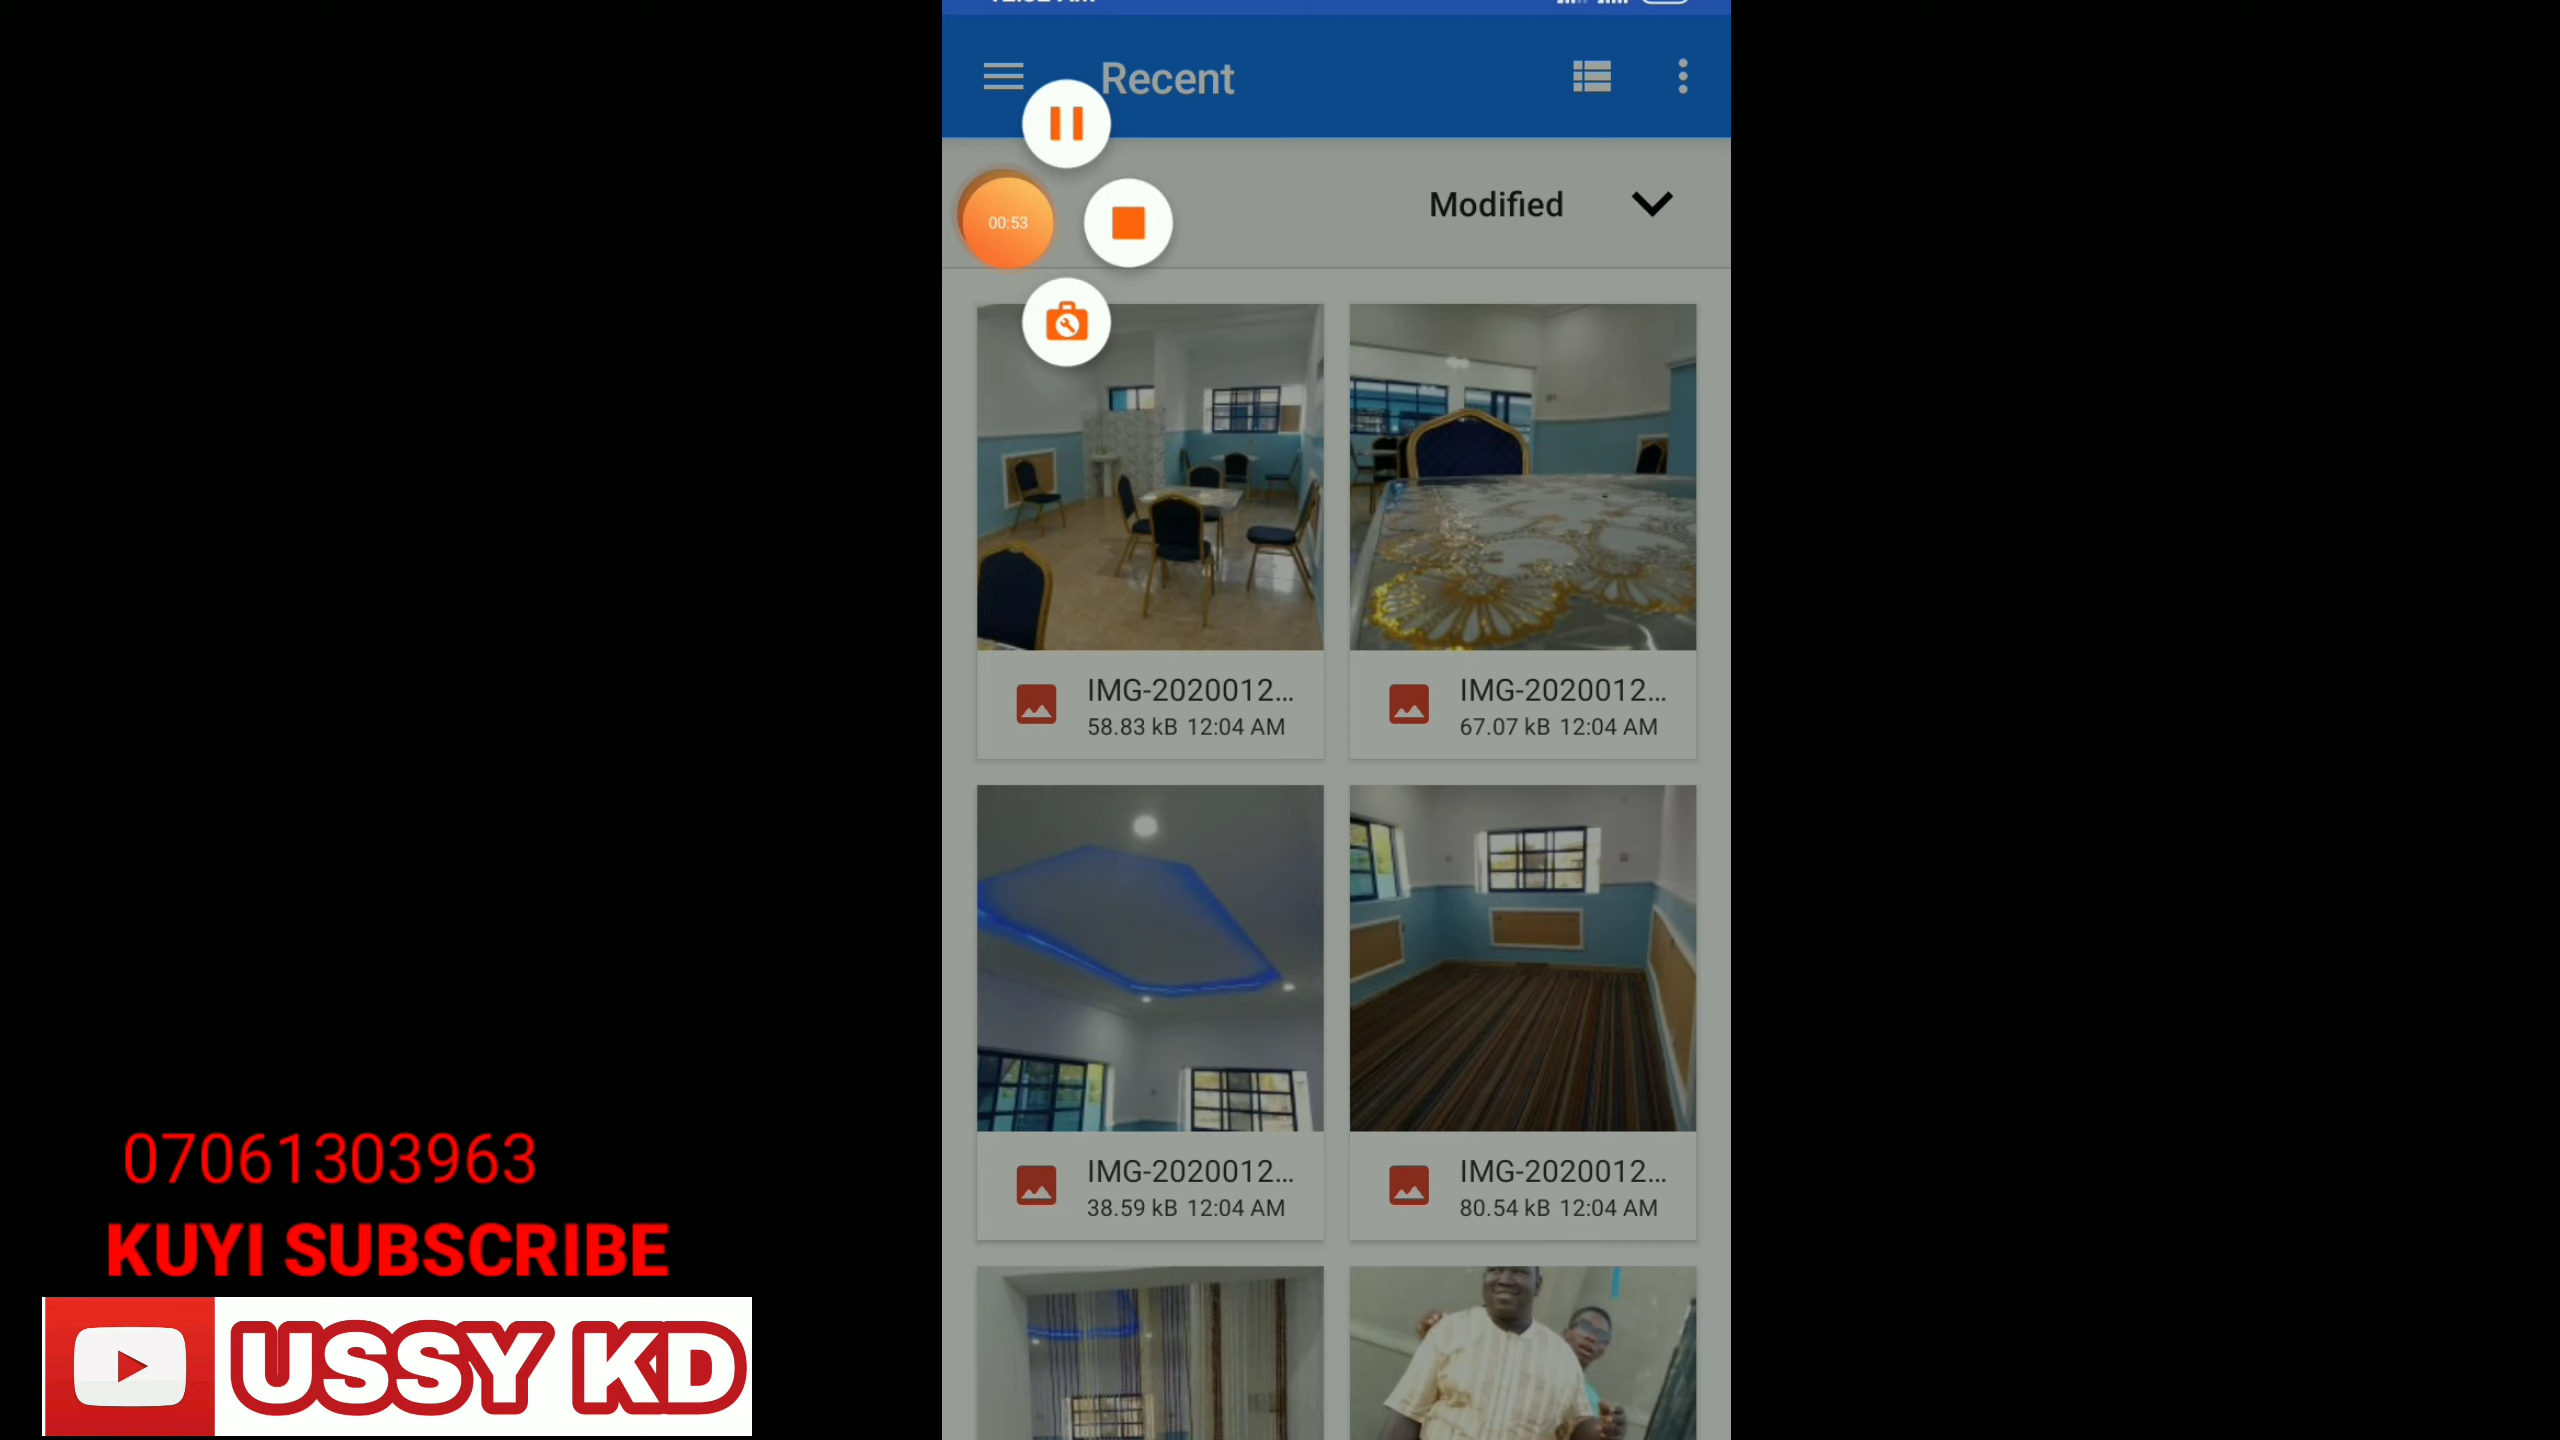 Recent
00:53
Modified
IMG-2020012...
58.83 kB 12:04 AM
IMG-2020012...
67.07 kB 12:04 AM
IMG-2020012...
38.59 kB 12:04 AM
IMG-2020012...
80.54 kB 12:04 AM
07061303963
KUYI SUBSCRIBE
USSY KD